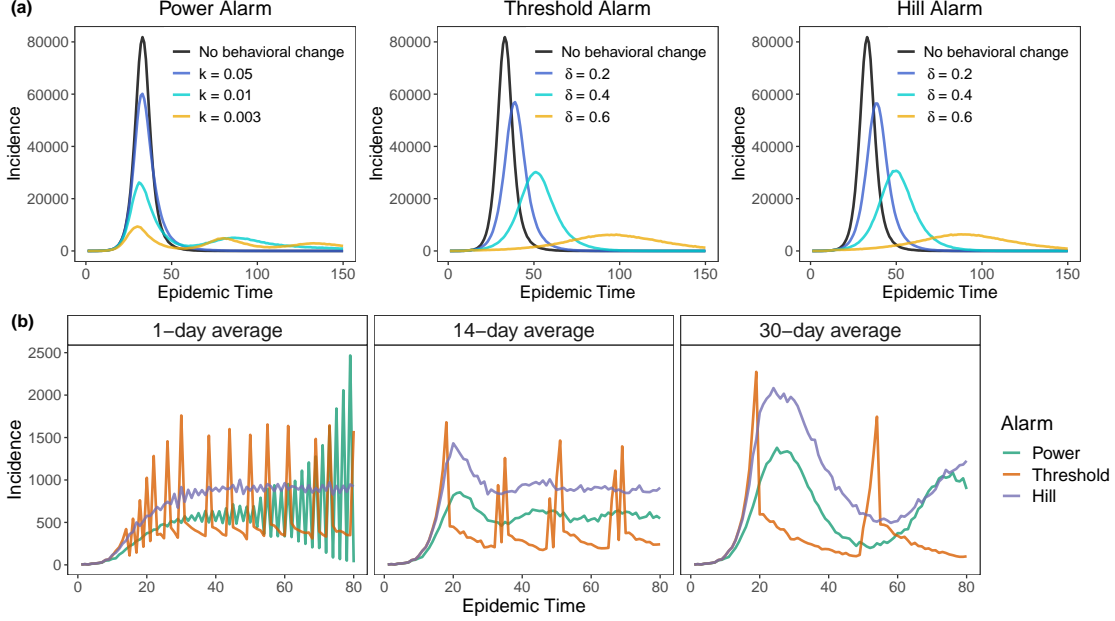 (a)
Power Alarm
Threshold Alarm
Hill Alarm
Incidence
80000
60000
40000
20000
0
No behavioral change
k = 0.05
k = 0.01
k = 0.003
0
50
100
150
Epidemic Time
Incidence
80000
60000
40000
20000
0
No behavioral change
δ = 0.2
δ = 0.4
δ = 0.6
0
50
100
150
Epidemic Time
Incidence
80000
60000
40000
20000
0
No behavioral change
δ = 0.2
δ = 0.4
δ = 0.6
0
50
100
150
Epidemic Time
(b)
1−day average
14−day average
30−day average
Incidence
2500
2000
1500
1000
500
0
0
20
40
60
80
0
20
40
60
80
0
20
40
60
80
Epidemic Time
Alarm
Power
Threshold
Hill